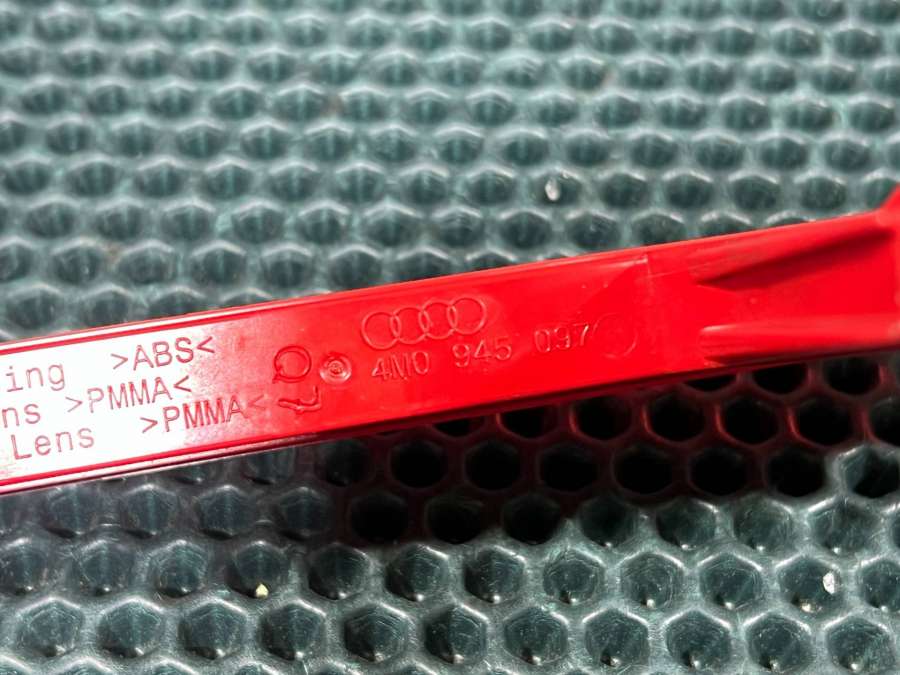 ing >ABS<
ns >PMMA<
Lens >PMMA<
4M0 945 097